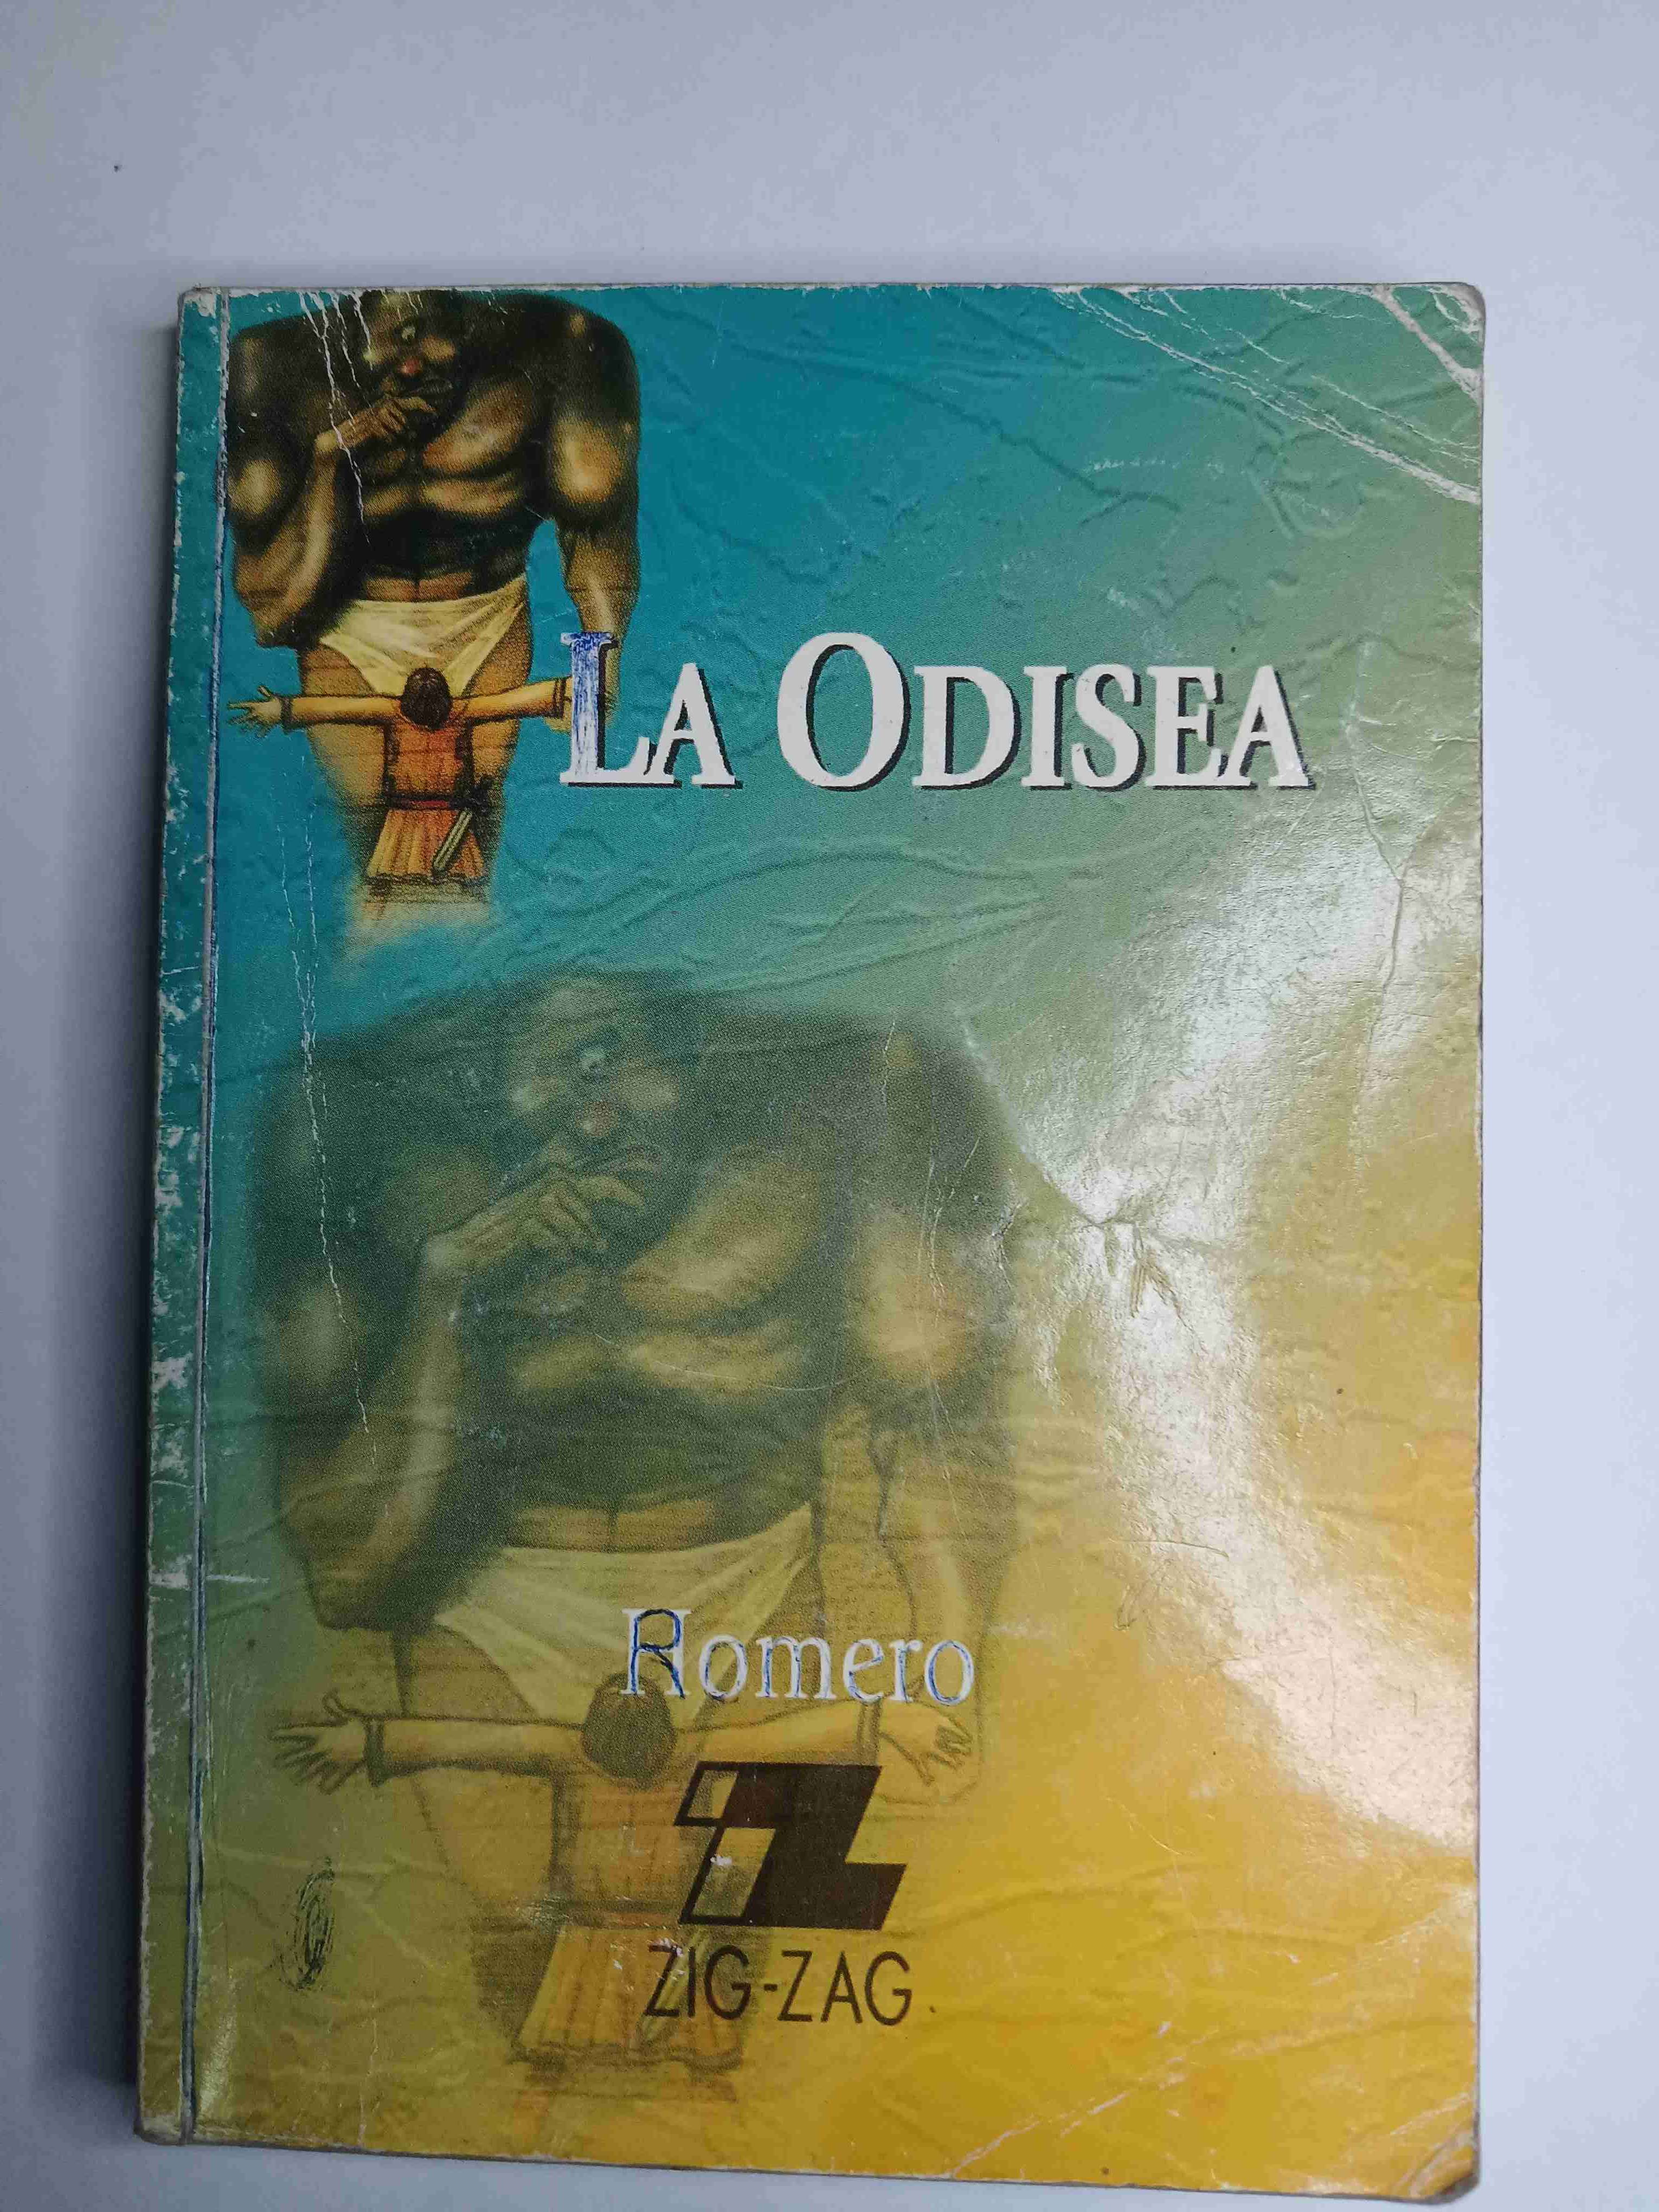 LA ODISEA
Romero
ZIG-ZAG